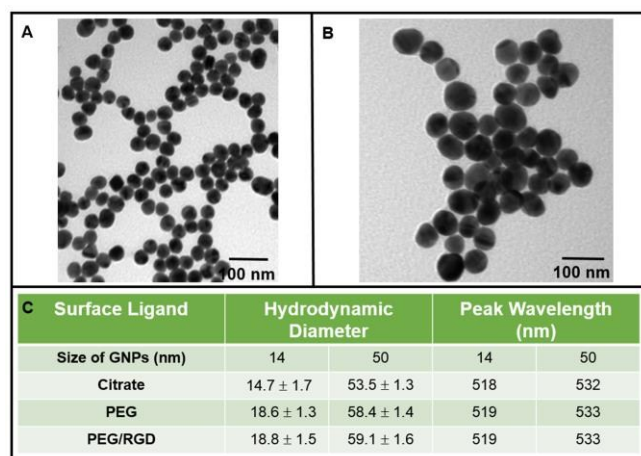 A
100 nm
B
100 nm
C Surface Ligand Hydrodynamic Diameter Peak Wavelength (nm)
Size of GNPs (nm) 14 50 14 50
Citrate 14.7 ± 1.7 53.5 ± 1.3 518 532
PEG 18.6 ± 1.3 58.4 ± 1.4 519 533
PEG/RGD 18.8 ± 1.5 59.1 ± 1.6 519 533